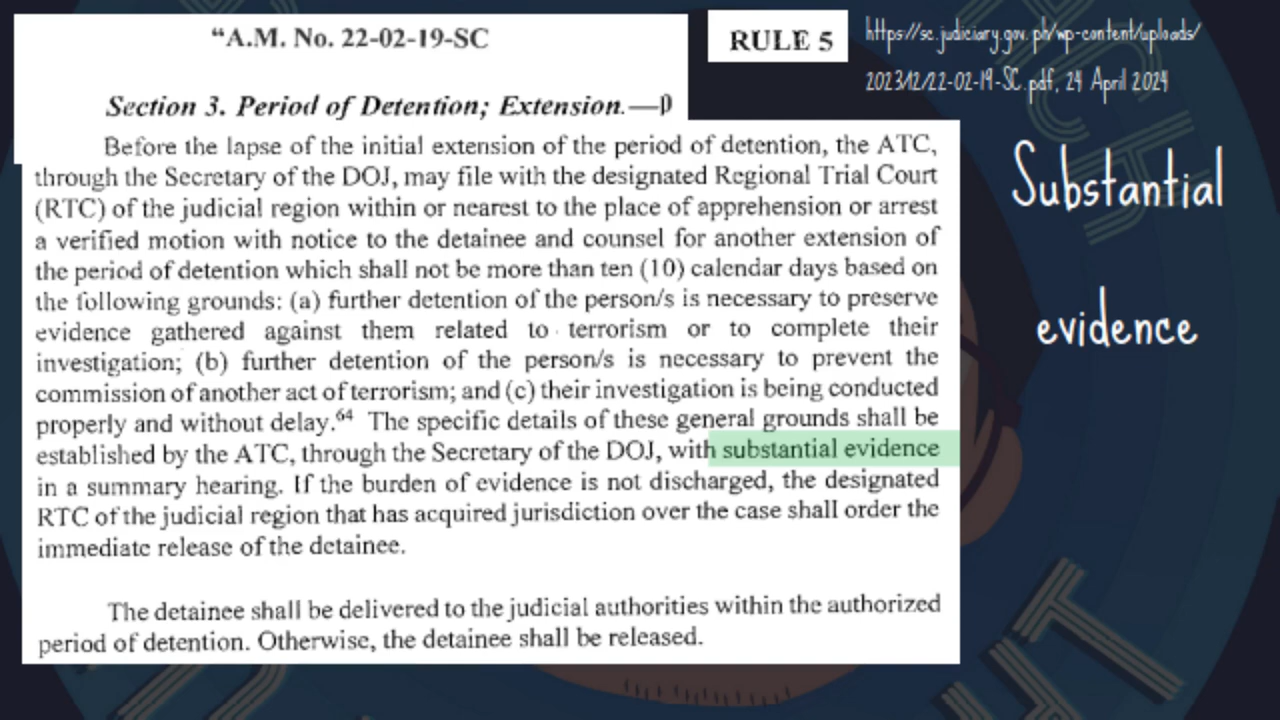 “A.M. No. 22-02-19-SC
RULE 5
https://sc.judiciary.gov.ph/wp-content/uploads/
2023/12/22-02-19-SC.pdf, 24 April 2024
Section 3. Period of Detention; Extension.—
Before the lapse of the initial extension of the period of detention, the ATC,
through the Secretary of the DOJ, may file with the designated Regional Trial Court
(RTC) of the judicial region within or nearest to the place of apprehension or arrest
a verified motion with notice to the detainee and counsel for another extension of
the period of detention which shall not be more than ten (10) calendar days based on
the following grounds: (a) further detention of the person/s is necessary to preserve
evidence gathered against them related to terrorism or to complete their
investigation; (b) further detention of the person/s is necessary to prevent the
commission of another act of terrorism; and (c) their investigation is being conducted
properly and without delay.64 The specific details of these general grounds shall be
established by the ATC, through the Secretary of the DOJ, with substantial evidence
in a summary hearing. If the burden of evidence is not discharged, the designated
RTC of the judicial region that has acquired jurisdiction over the case shall order the
immediate release of the detainee.
The detainee shall be delivered to the judicial authorities within the authorized
period of detention. Otherwise, the detainee shall be released.
Substantial
evidence